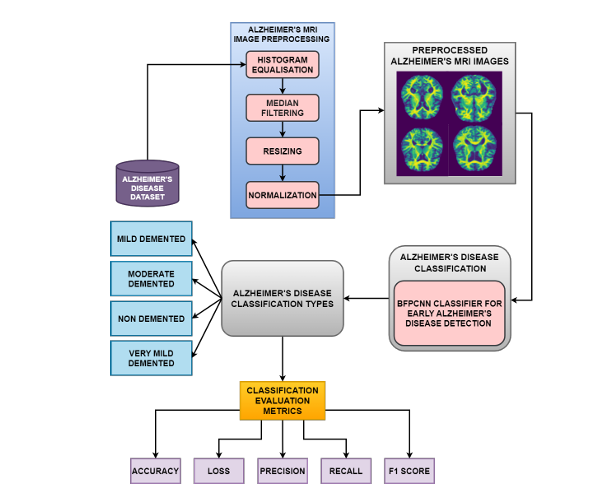 ALZHEIMER'S MRI
IMAGE PREPROCESSING
HISTOGRAM
EQUALISATION
MEDIAN
FILTERING
RESIZING
NORMALIZATION
PREPROCESSED
ALZHEIMER'S MRI IMAGES
ALZHEIMER'S
DISEASE
DATASET
MILD DEMENTED
MODERATE
DEMENTED
NON DEMENTED
VERY MILD
DEMENTED
ALZHEIMER'S DISEASE
CLASSIFICATION TYPES
ALZHEIMER'S DISEASE
CLASSIFICATION
BFPCNN CLASSIFIER FOR
EARLY ALZHEIMER'S
DISEASE DETECTION
CLASSIFICATION
EVALUATION
METRICS
ACCURACY
LOSS
PRECISION
RECALL
F1 SCORE